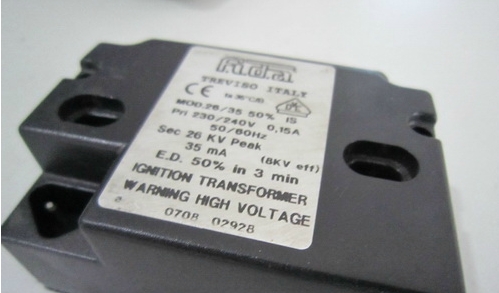 fida
TREVISO ITALY
CE
MOD.26/35 50% IS
Pri 230/240V 0,15A
50/60Hz
Sec 26 KV Peak
35 mA (8KV eff)
E.D. 50% in 3 min
IGNITION TRANSFORMER
WARNING HIGH VOLTAGE
0708 02928